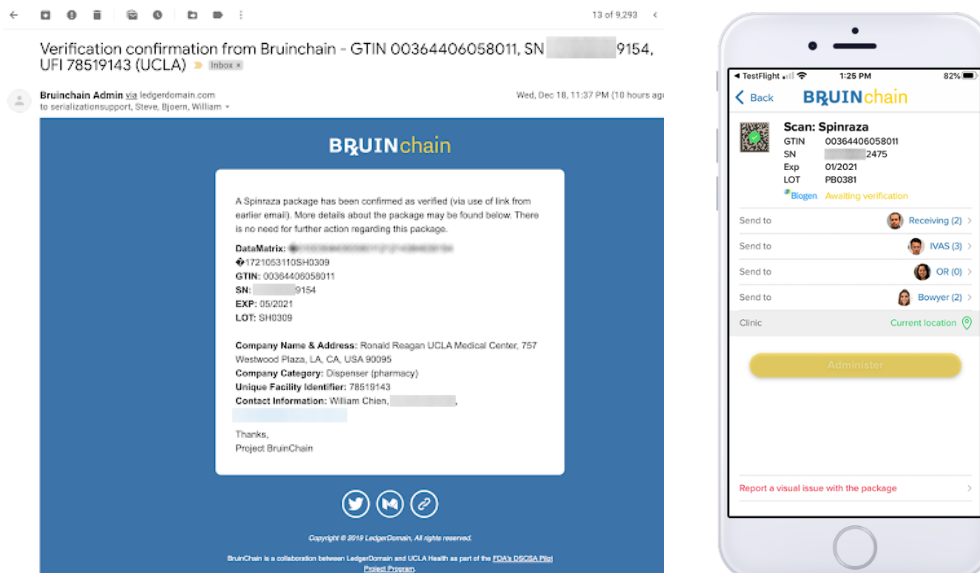 13 of 9,293
Verification confirmation from Bruinchain - GTIN 00364406058011, SN 9154,
UFI 78519143 (UCLA) Inbox ×
Bruinchain Admin via ledgerdomain.com
Wed, Dec 18, 11:37 PM (10 hours ago
to serializationsupport, Steve, Bjoern, William
BRUINchain
A Spinraza package has been confirmed as verified (via use of link from
earlier email). More details about the package may be found below. There
is no need for further action regarding this package.
DataMatrix:
�1721053110SH0309
GTIN: 00364406058011
SN: 9154
EXP: 05/2021
LOT: SH0309
Company Name & Address: Ronald Reagan UCLA Medical Center, 757
Westwood Plaza, LA, CA, USA 90095
Company Category: Dispenser (pharmacy)
Unique Facility Identifier: 78519143
Contact Information: William Chien,
Thanks,
Project BruinChain
Copyright © 2019 LedgerDomain, All rights reserved.
BruinChain is a collaboration between LedgerDomain and UCLA Health as part of the FDA's DSCSA Pilot
Project Program.
TestFlight 1:25 PM 82%
Back BRUINchain
Scan: Spinraza
GTIN 00364406058011
SN 2475
Exp 01/2021
LOT PB0381
Biogen Awaiting verification
Send to Receiving (2)
Send to IVAS (3)
Send to OR (0)
Send to Bowyer (2)
Clinic Current location
Administer
Report a visual issue with the package